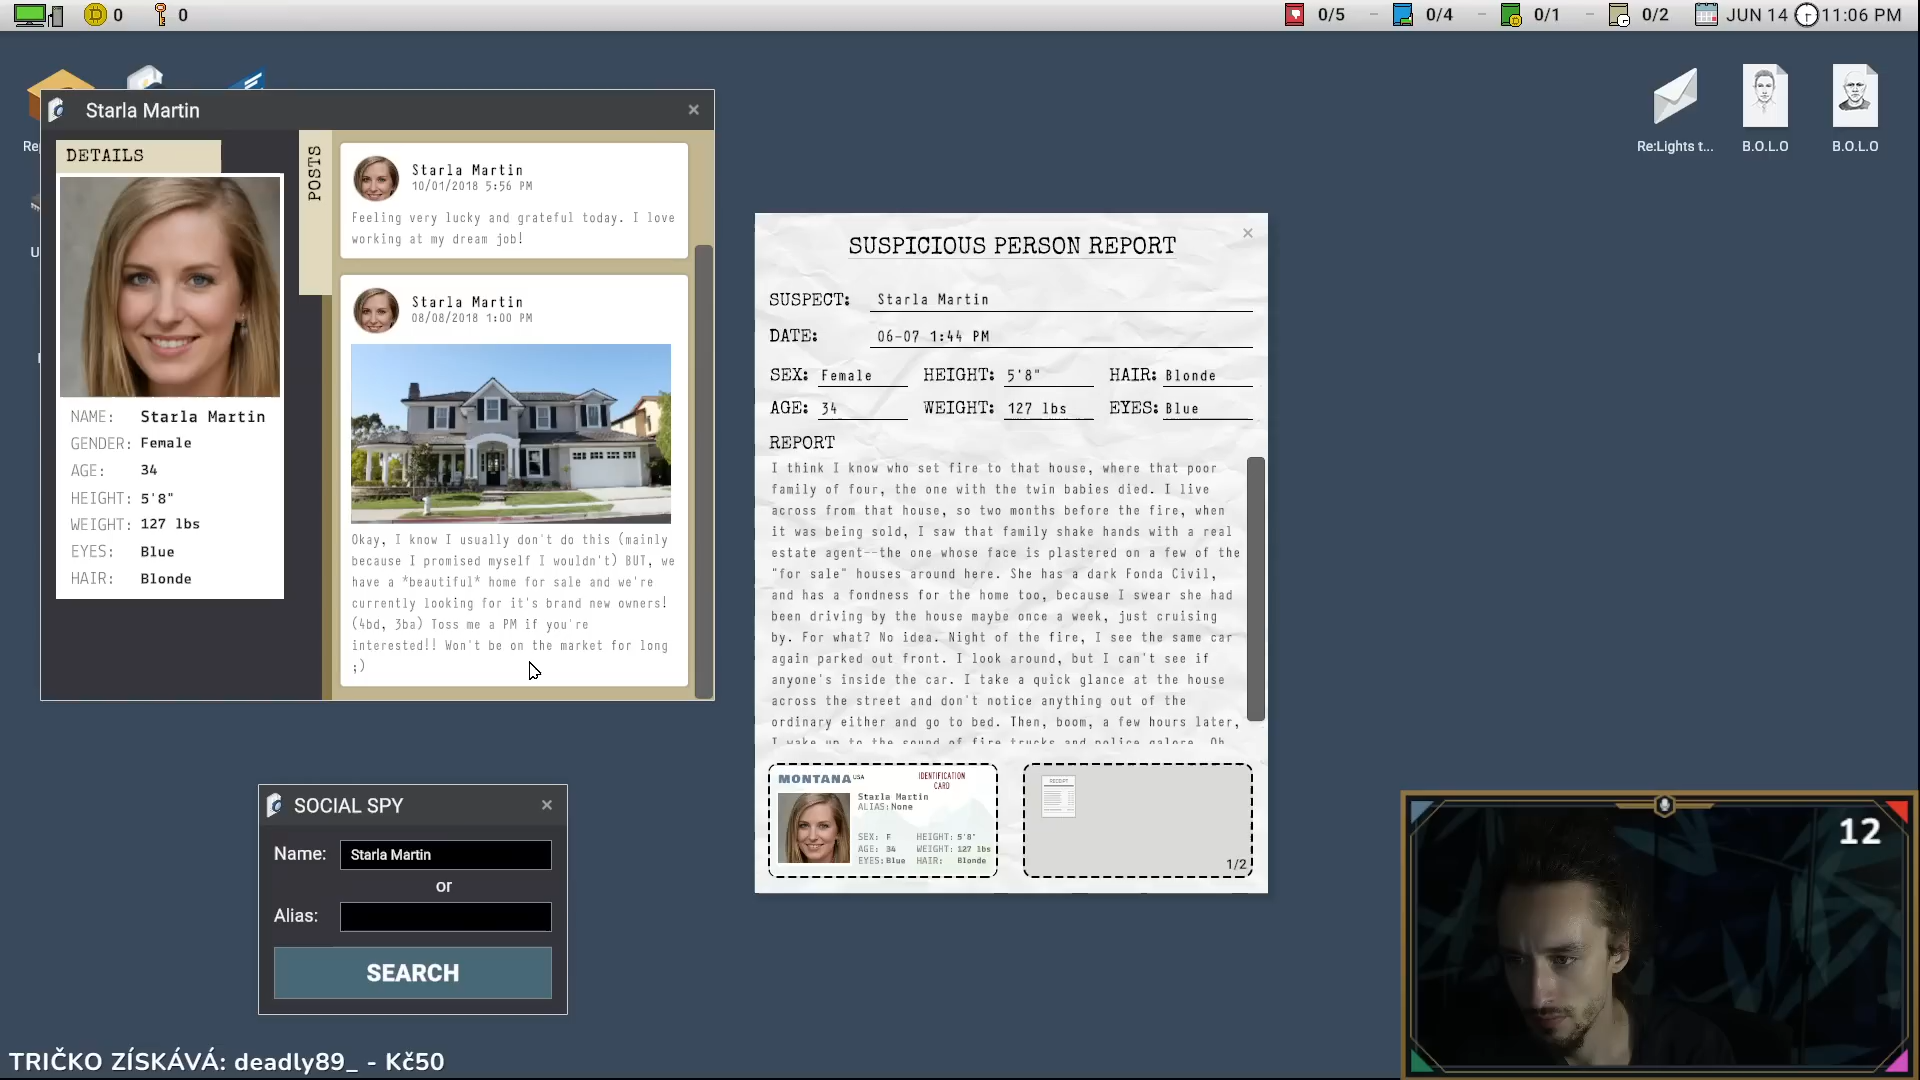 0
0
0/5
0/4
0/1
0/2
JUN 14
11:06 PM
Re:Lights t...
B.O.L.O
B.O.L.O
Starla Martin
DETAILS
NAME: Starla Martin
GENDER: Female
AGE: 34
HEIGHT: 5'8"
WEIGHT: 127 lbs
EYES: Blue
HAIR: Blonde
POSTS
Starla Martin
10/01/2018 5:56 PM
Feeling very lucky and grateful today. I love
working at my dream job!
Starla Martin
08/08/2018 1:00 PM
Okay, I know I usually don't do this (mainly
because I promised myself I wouldn't) BUT, we
have a *beautiful* home for sale and we're
currently looking for it's brand new owners!
(4bd, 3ba) Toss me a PM if you're
interested!! Won't be on the market for long
;)
SOCIAL SPY
Name: Starla Martin
or
Alias:
SEARCH
SUSPICIOUS PERSON REPORT
SUSPECT: Starla Martin
DATE: 06-07 1:44 PM
SEX: Female HEIGHT: 5'8" HAIR: Blonde
AGE: 34 WEIGHT: 127 lbs EYES: Blue
REPORT
I think I know who set fire to that house, where that poor
family of four, the one with the twin babies died. I live
across from that house, so two months before the fire, when
it was being sold, I saw that family shake hands with a real
estate agent--the one whose face is plastered on a few of the
"for sale" houses around here. She has a dark Fonda Civil,
and has a fondness for the home too, because I swear she had
been driving by the house maybe once a week, just cruising
by. For what? No idea. Night of the fire, I see the same car
again parked out front. I look around, but I can't see if
anyone's inside the car. I take a quick glance at the house
across the street and don't notice anything out of the
ordinary either and go to bed. Then, boom, a few hours later,
I wake up to the sound of fire trucks and police galore. Oh
MONTANA USA
IDENTIFICATION
CARD
Starla Martin
ALIAS: None
SEX: F HEIGHT: 5'8"
AGE: 34 WEIGHT: 127 lbs
EYES: Blue HAIR: Blonde
RECEIPT
1/2
12
TRIČKO ZÍSKÁVÁ: deadly89_ - Kč50